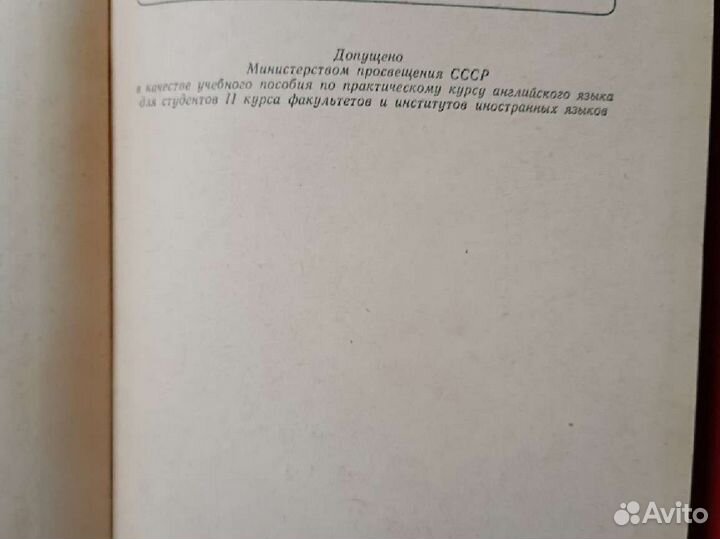 Допущено
Министерством просвещения СССР
в качестве учебного пособия по практическому курсу английского языка
для студентов II курса факультетов и институтов иностранных языков
Avito